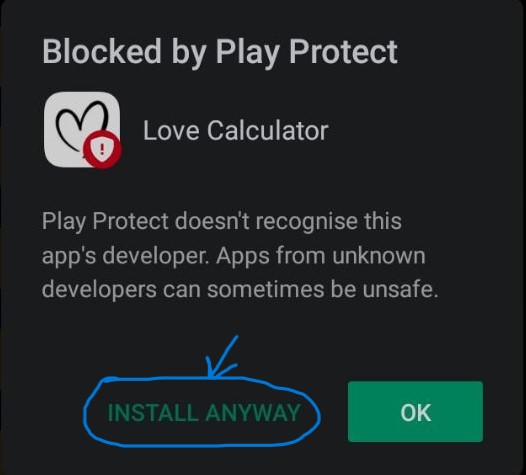 Blocked by Play Protect
Love Calculator
Play Protect doesn't recognise this
app's developer. Apps from unknown
developers can sometimes be unsafe.
INSTALL ANYWAY
OK